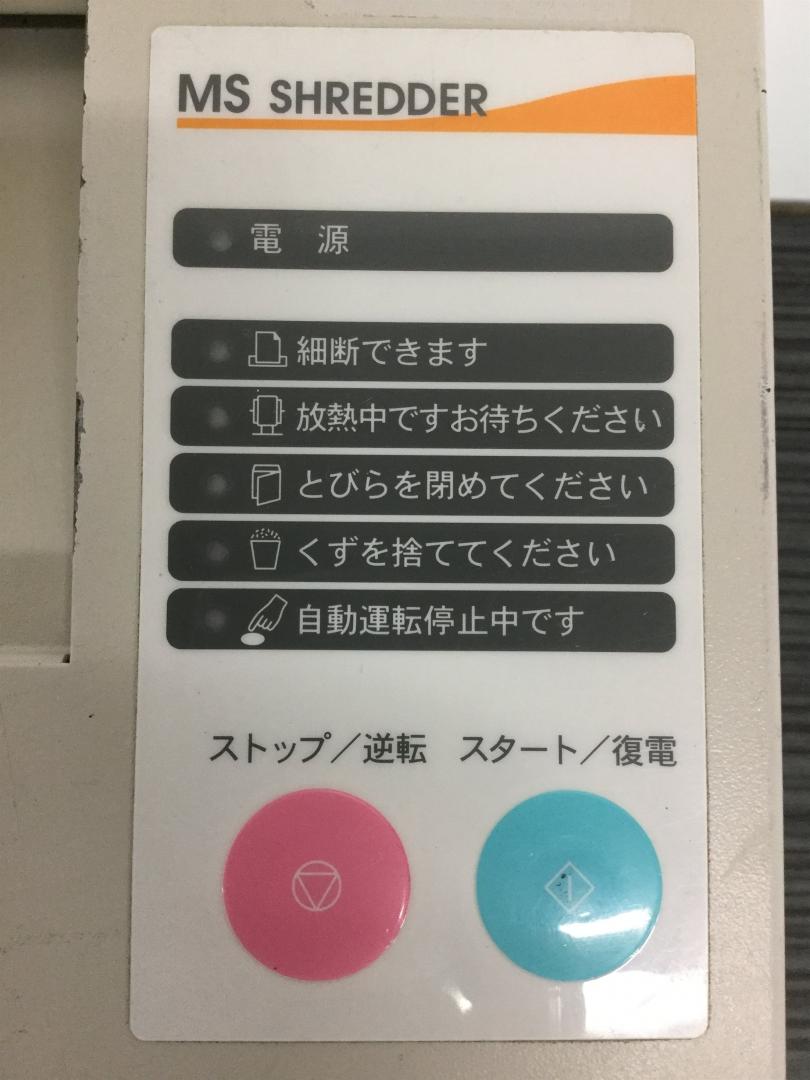 MS SHREDDER
電 源
細断できます
放熱中ですお待ちください
とびらを閉めてください
くずを捨ててください
自動運転停止中です
ストップ／逆転 スタート／復電